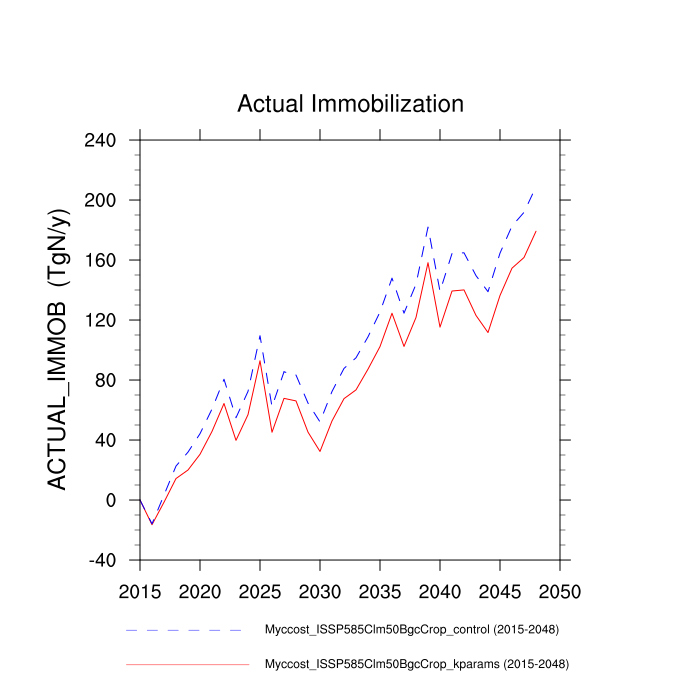 Actual Immobilization
ACTUAL_IMMOB (TgN/y)
240
200
160
120
80
40
0
-40
2015 2020 2025 2030 2035 2040 2045 2050
Myccost_ISSP585Clm50BgcCrop_control (2015-2048)
Myccost_ISSP585Clm50BgcCrop_kparams (2015-2048)